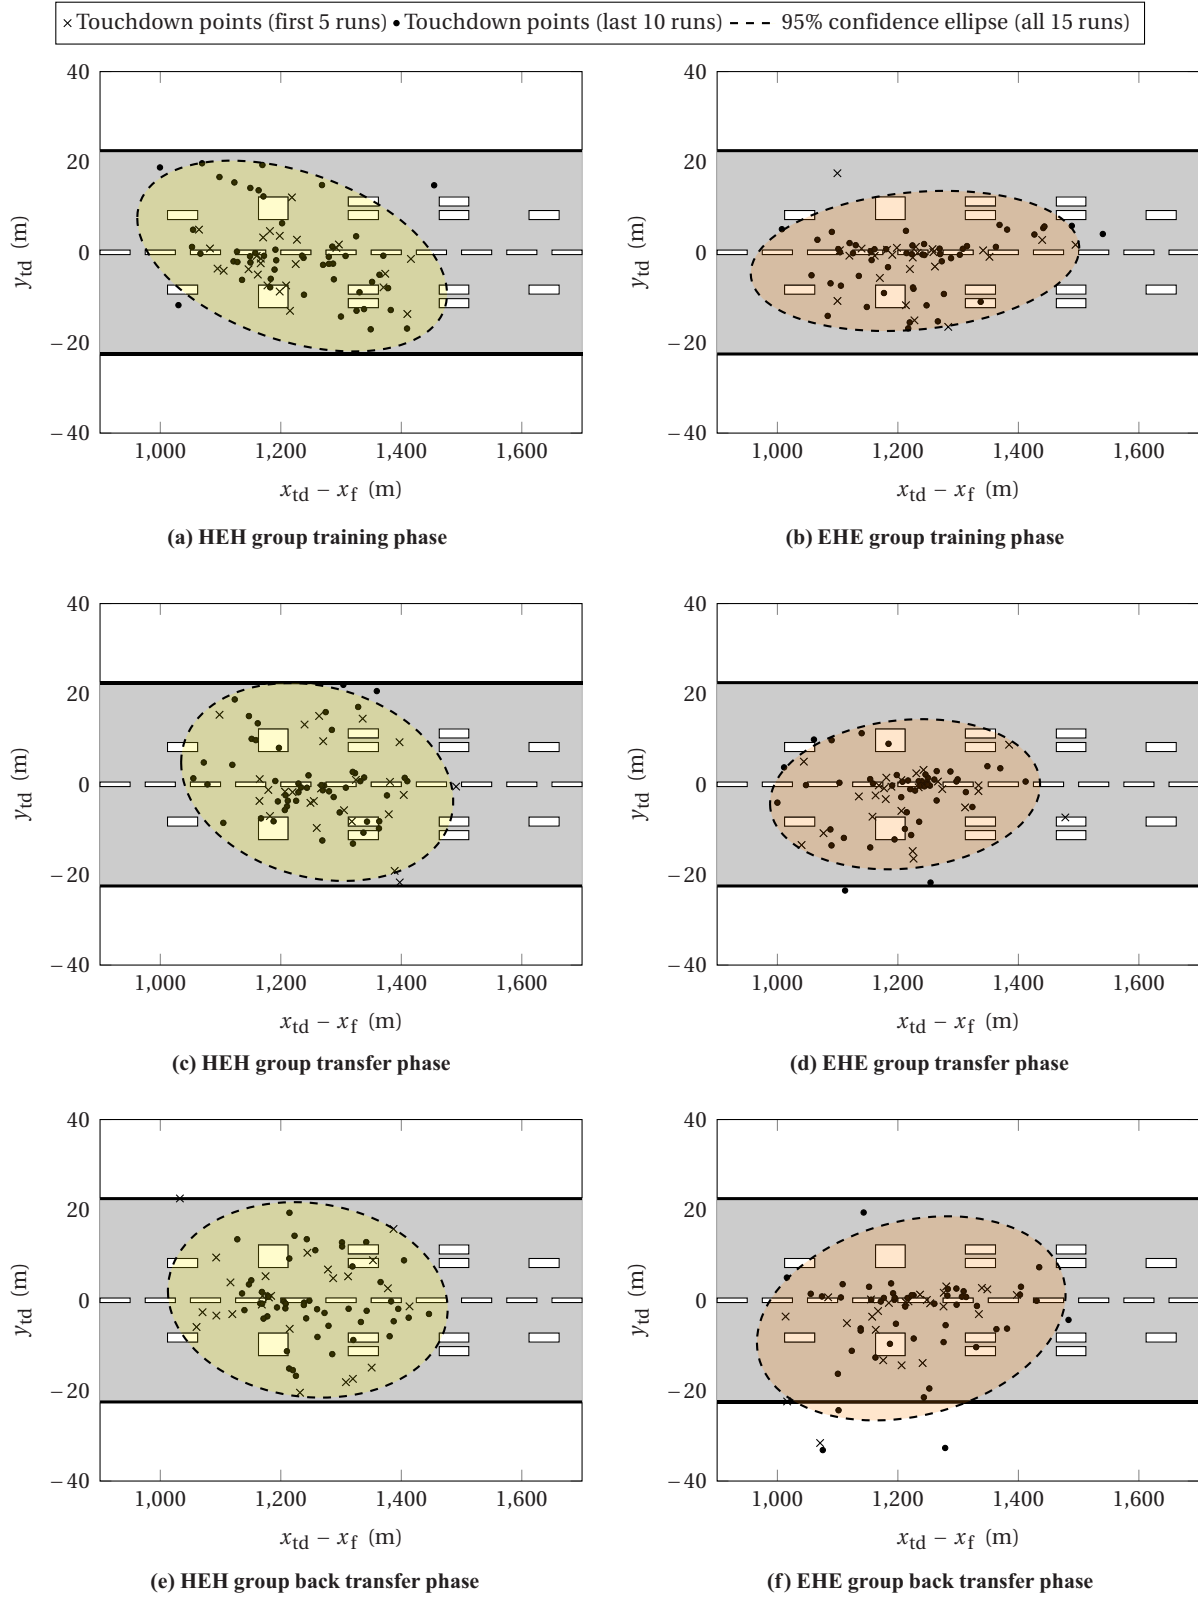 × Touchdown points (first 5 runs) • Touchdown points (last 10 runs) --- 95% confidence ellipse (all 15 runs)
40
20
0
−20
−40
y_td (m)
1,000 1,200 1,400 1,600
x_td − x_f (m)
(a) HEH group training phase
40
20
0
−20
−40
y_td (m)
1,000 1,200 1,400 1,600
x_td − x_f (m)
(b) EHE group training phase
40
20
0
−20
−40
y_td (m)
1,000 1,200 1,400 1,600
x_td − x_f (m)
(c) HEH group transfer phase
40
20
0
−20
−40
y_td (m)
1,000 1,200 1,400 1,600
x_td − x_f (m)
(d) EHE group transfer phase
40
20
0
−20
−40
y_td (m)
1,000 1,200 1,400 1,600
x_td − x_f (m)
(e) HEH group back transfer phase
40
20
0
−20
−40
y_td (m)
1,000 1,200 1,400 1,600
x_td − x_f (m)
(f) EHE group back transfer phase